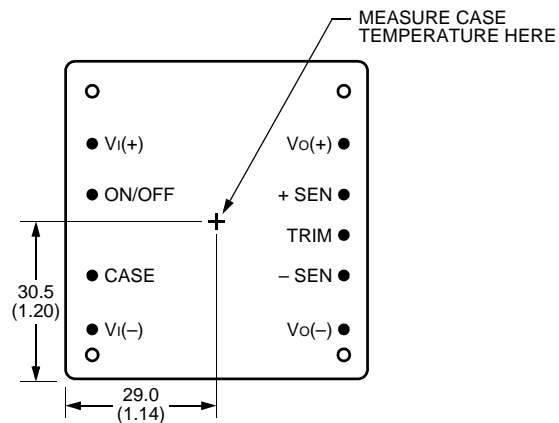 MEASURE CASE
TEMPERATURE HERE
VI(+)
VO(+)
ON/OFF
+ SEN
TRIM
CASE
– SEN
30.5
(1.20)
VI(–)
VO(–)
29.0
(1.14)